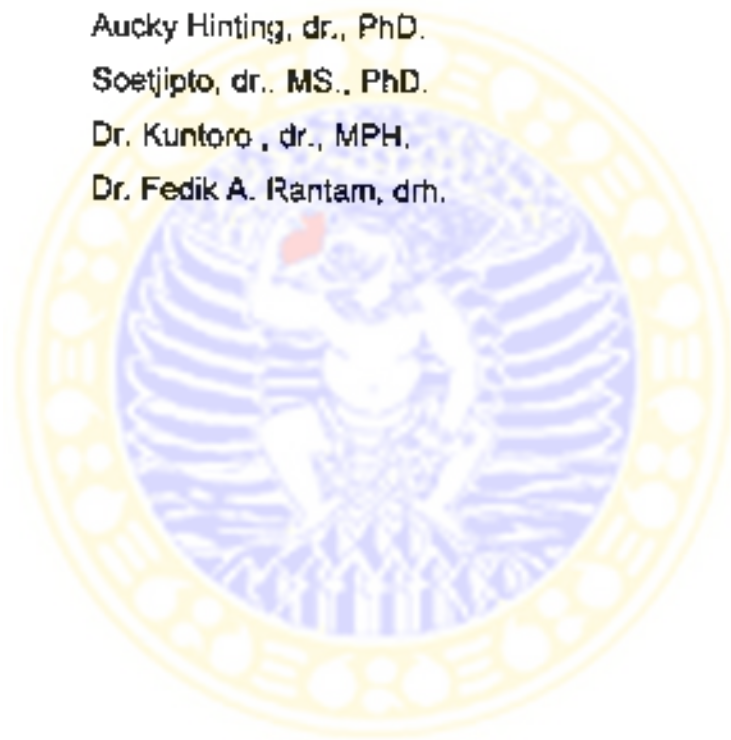 Aucky Hinting, dr., PhD.
Soetjipto, dr.. MS., PhD.
Dr. Kuntoro , dr., MPH.
Dr. Fedik A. Rantam, drh.